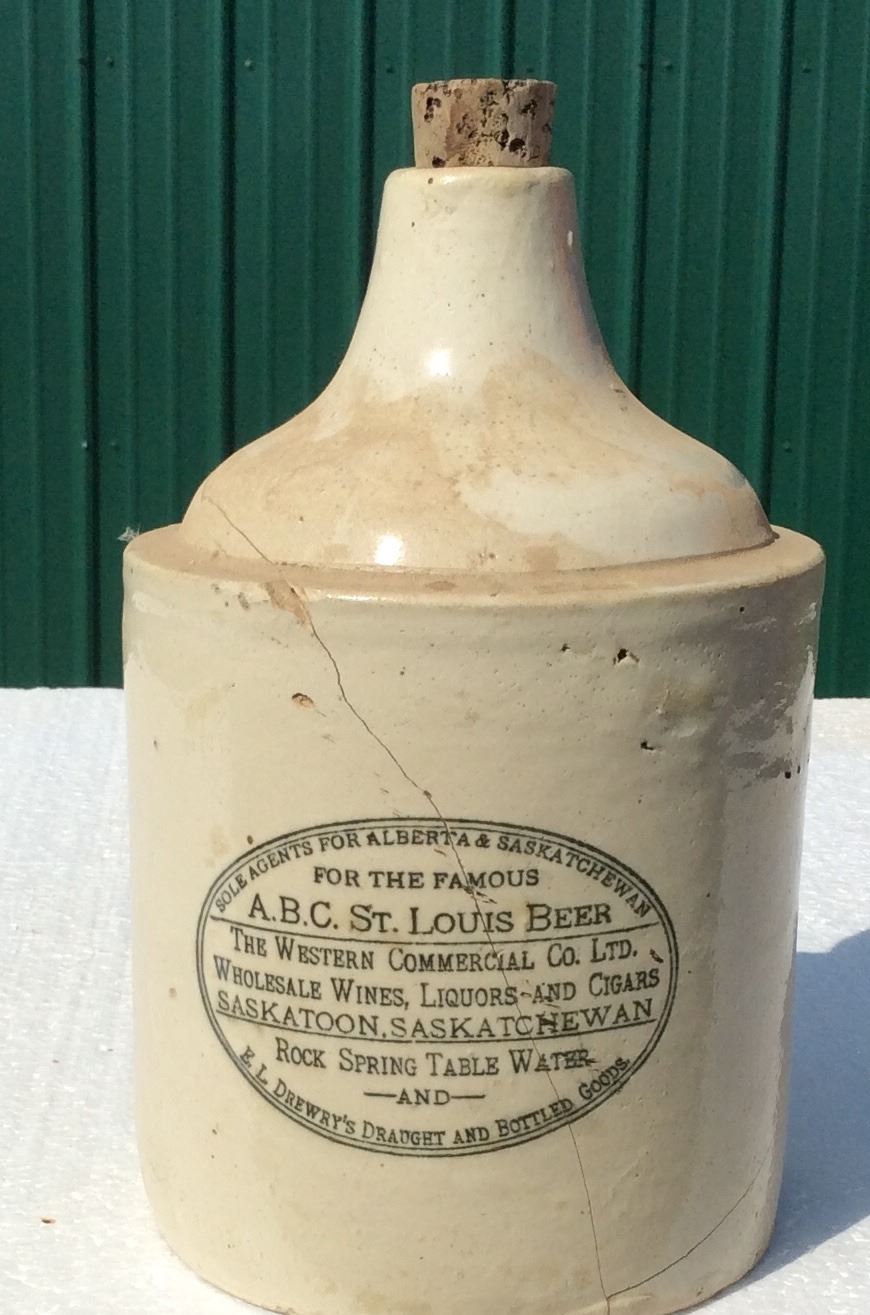 SOLE AGENTS FOR ALBERTA & SASKATCHEWAN
FOR THE FAMOUS
A.B.C. ST. LOUIS BEER
THE WESTERN COMMERCIAL CO. LTD.
WHOLESALE WINES, LIQUORS AND CIGARS
SASKATOON, SASKATCHEWAN
ROCK SPRING TABLE WATER
—AND—
E. L. DREWRY'S DRAUGHT AND BOTTLED GOODS.